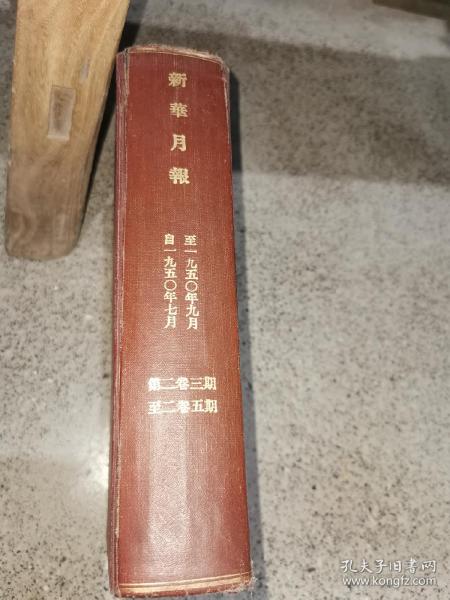 新華月報
自一九五〇年七月
至一九五〇年九月
第二卷三期
至二卷五期
孔夫子旧书网
www.kongfz.com